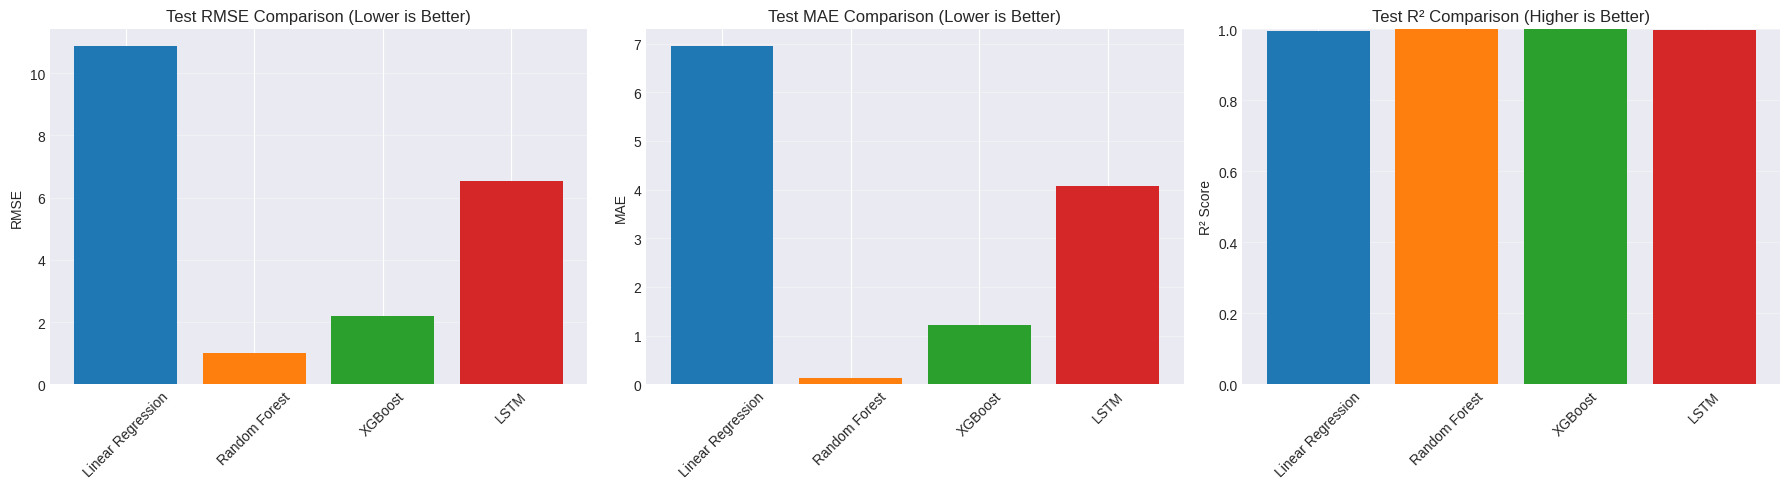 Test RMSE Comparison (Lower is Better)
RMSE
10
8
6
4
2
0
Linear Regression
Random Forest
XGBoost
LSTM
Test MAE Comparison (Lower is Better)
MAE
7
6
5
4
3
2
1
0
Linear Regression
Random Forest
XGBoost
LSTM
Test R² Comparison (Higher is Better)
R² Score
1.0
0.8
0.6
0.4
0.2
0.0
Linear Regression
Random Forest
XGBoost
LSTM